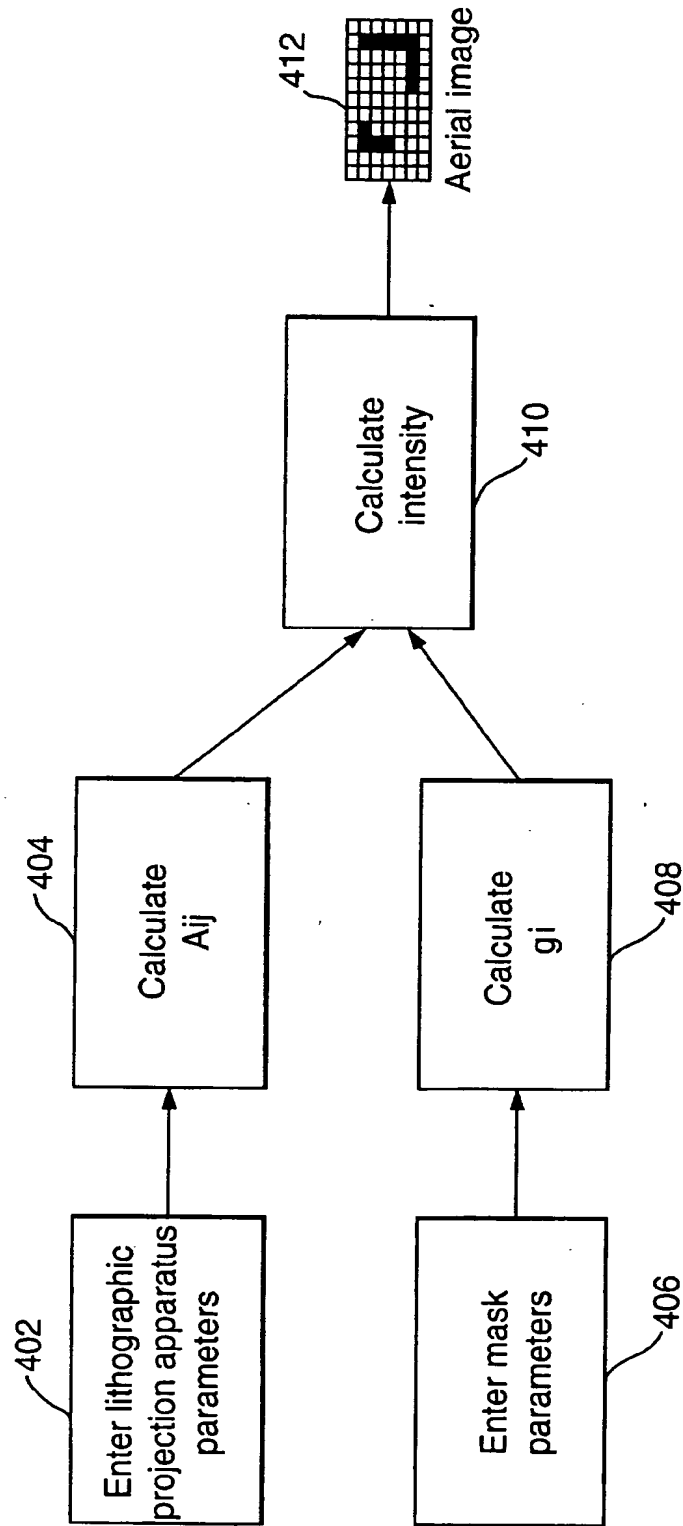 402
Enter lithographic
projection apparatus
parameters
404
Calculate
Aij
406
Enter mask
parameters
408
Calculate
gi
410
Calculate
intensity
412
Aerial image